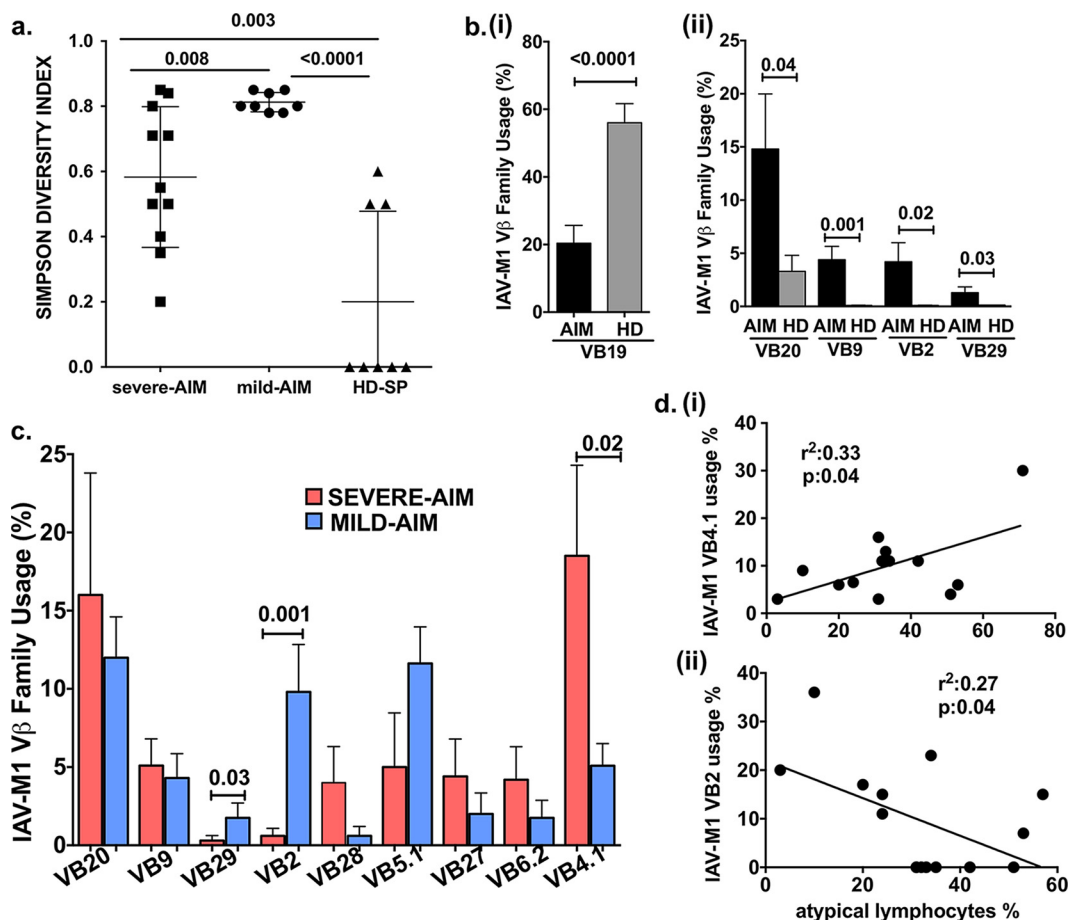 a.
SIMPSON DIVERSITY INDEX
0.003
0.008
<0.0001
1.0
0.8
0.6
0.4
0.2
0.0
severe-AIM mild-AIM HD-SP
b.(i)
IAV-M1 Vβ Family Usage (%)
<0.0001
80
60
40
20
0
AIM HD
VB19
(ii)
IAV-M1 Vβ Family Usage (%)
25
20
15
10
5
0
0.04
0.001
0.02
0.03
AIM HD AIM HD AIM HD AIM HD
VB20 VB9 VB2 VB29
c.
IAV-M1 Vβ Family Usage (%)
25
20
15
10
5
0
SEVERE-AIM
MILD-AIM
0.03
0.001
0.02
VB20 VB9 VB29 VB2 VB28 VB5.1 VB27 VB6.2 VB4.1
d. (i)
IAV-M1 VB4.1 usage %
40
30
20
10
0
r²:0.33
p:0.04
0 20 40 60 80
(ii)
IAV-M1 VB2 usage %
40
30
20
10
0
r²:0.27
p:0.04
0 20 40 60
atypical lymphocytes %